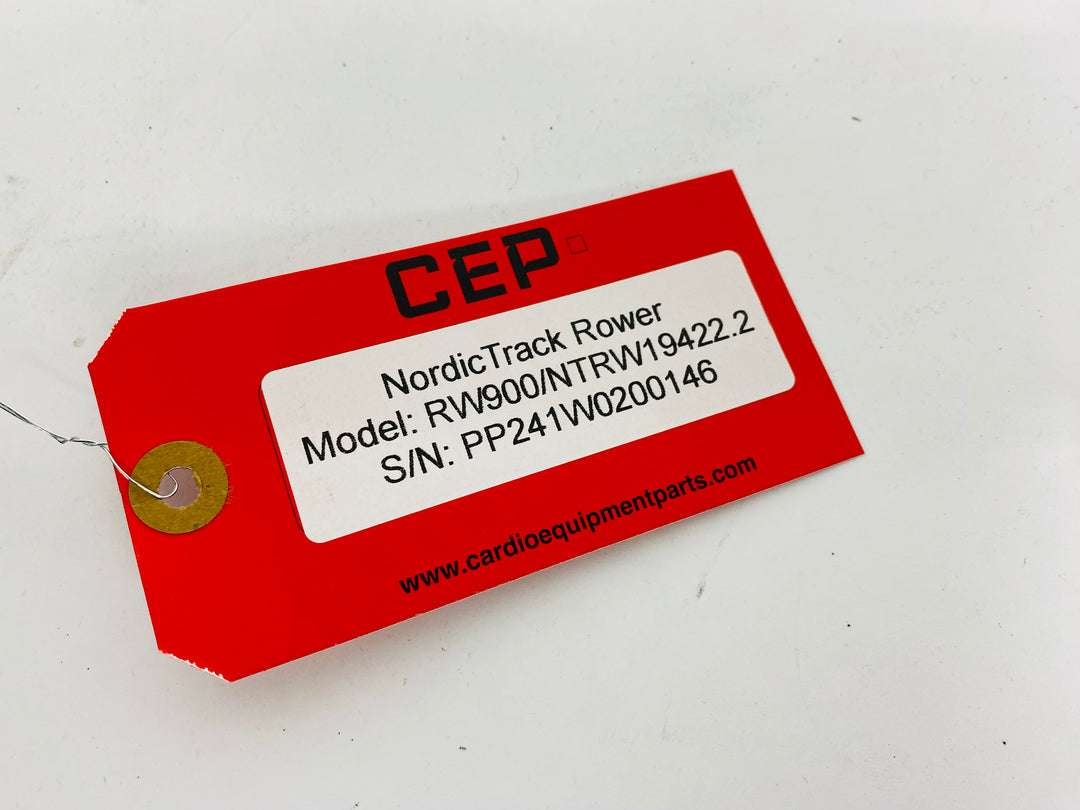 CEP
NordicTrack Rower
Model: RW900/NTRW19422.2
S/N: PP241W0200146
www.cardioequipmentparts.com